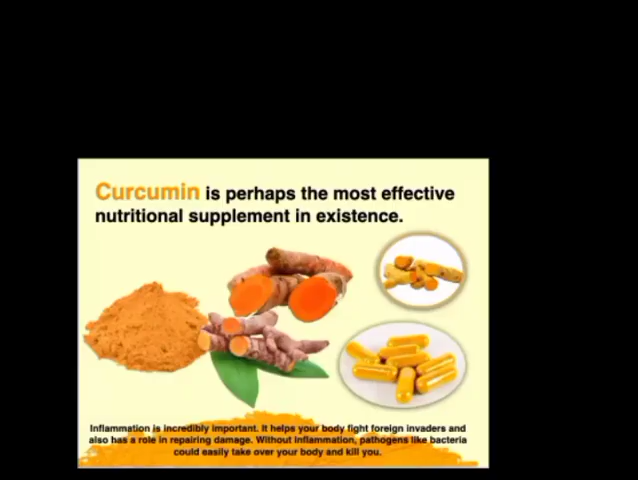 Curcumin is perhaps the most effective
nutritional supplement in existence.
Inflammation is incredibly important. It helps your body fight foreign invaders and
also has a role in repairing damage. Without inflammation, pathogens like bacteria
could easily take over your body and kill you.